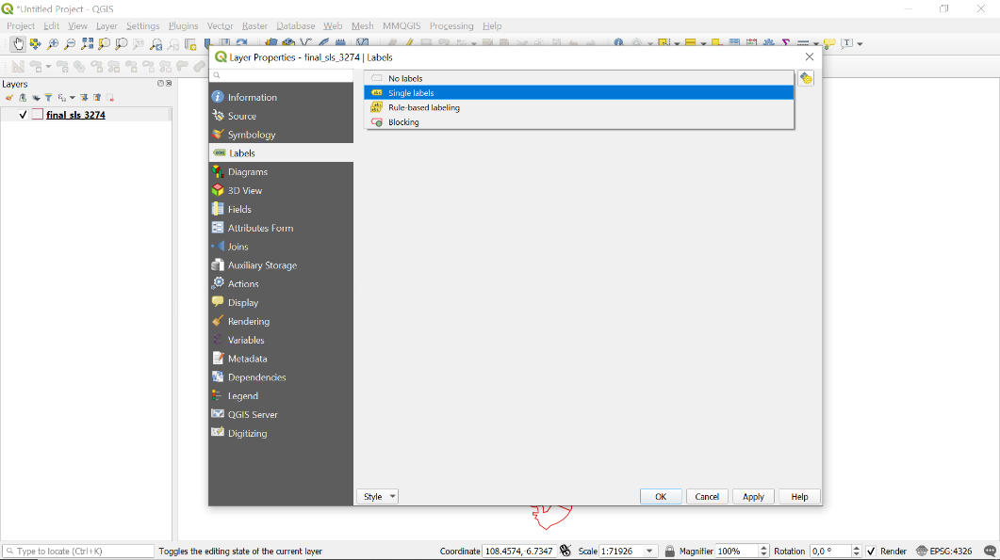 *Untitled Project - QGIS
Project Edit View Layer Settings Plugins Vector Raster Database Web Mesh MMQGIS Processing Help
Layers
final_sls_3274
Layer Properties - final_sls_3274 | Labels
Information
Source
Symbology
Labels
Diagrams
3D View
Fields
Attributes Form
Joins
Auxiliary Storage
Actions
Display
Rendering
Variables
Metadata
Dependencies
Legend
QGIS Server
Digitizing
No labels
Single labels
Rule-based labeling
Blocking
Style OK Cancel Apply Help
Type to locate (Ctrl+K) Toggles the editing state of the current layer Coordinate 108.4574,-6.7347 Scale 1:71926 Magnifier 100% Rotation 0,0 ° Render EPSG:4326